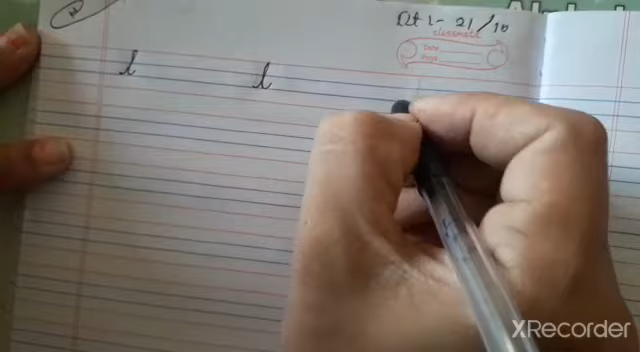 Dt :- 21/10
classmate
Date
Page
l l
XRecorder